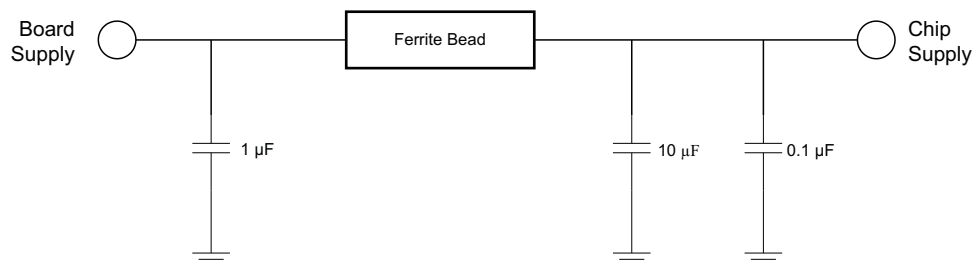 Board
Supply
Ferrite Bead
Chip
Supply
1 µF
10 µF
0.1 µF